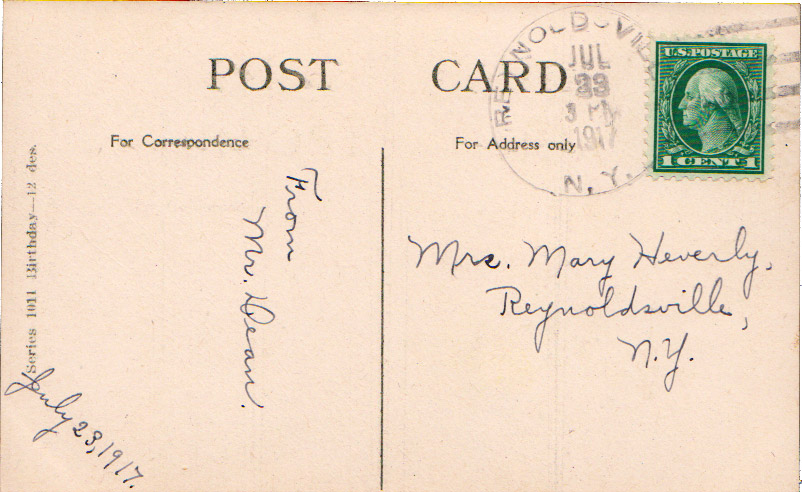 POST CARD
For Correspondence
For Address only
REYNOLDSVILLE
JUL
23
3 PM
1917
N.Y.
U.S. POSTAGE
1 CENT 1
From
Mr. Dean.
Mrs. Mary Heverly,
Reynoldsville,
N.Y.
Series 1011 Birthday—12 des.
July 23, 1917.